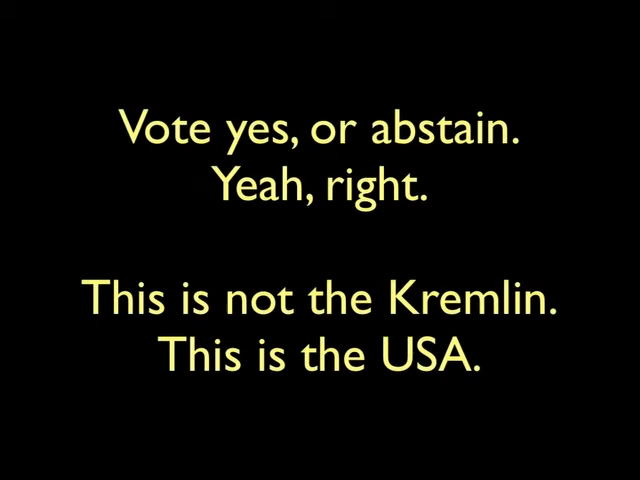 Vote yes, or abstain.
Yeah, right.
This is not the Kremlin.
This is the USA.